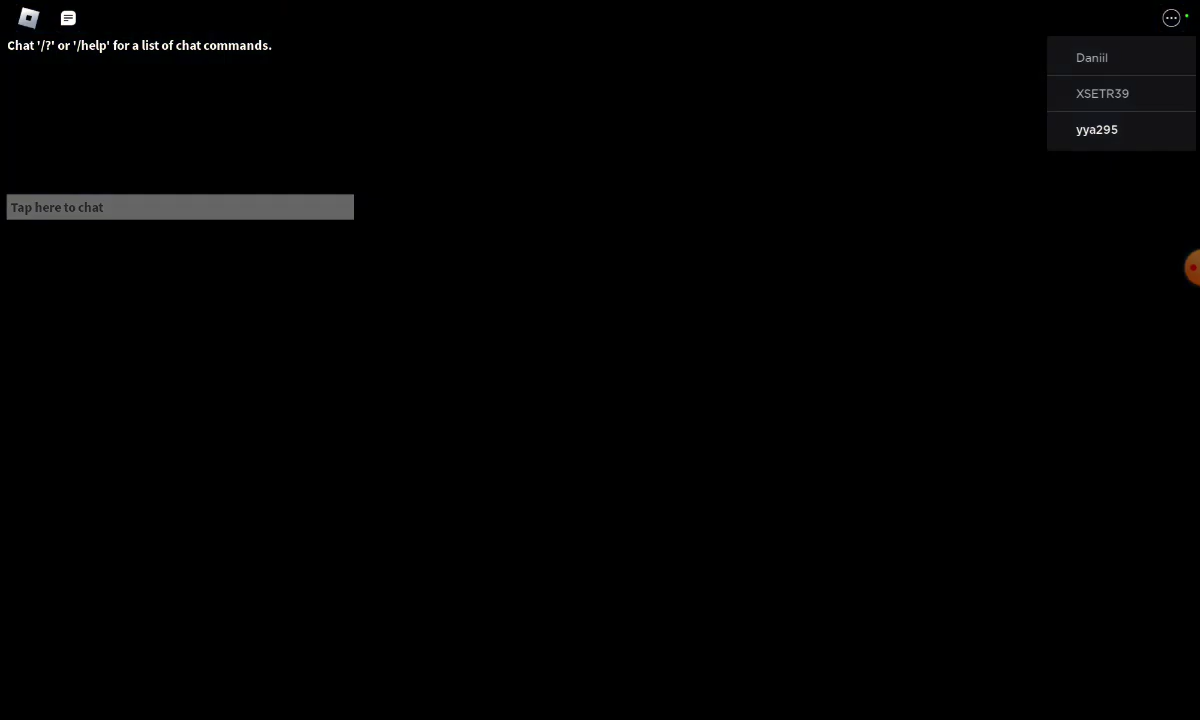 Chat '/?' or '/help' for a list of chat commands.
Daniil
XSETR39
yya295
Tap here to chat